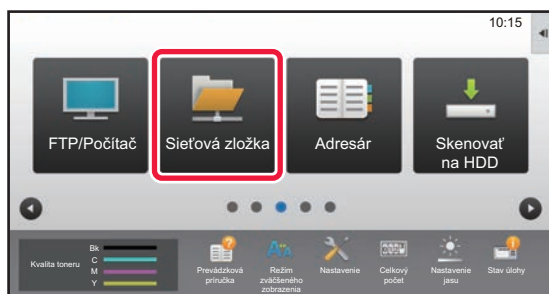 10:15
FTP/Počítač
Sieťová zložka
Adresár
Skenovať
na HDD
Kvalita toneru
Bk
C
M
Y
Prevádzková
príručka
Režim
zväčšeného
zobrazenia
Nastavenie
Celkový
počet
Nastavenie
jasu
Stav úlohy